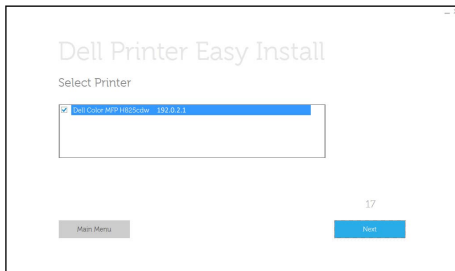 Dell Printer Easy Install
Select Printer
Dell Color MFP H825cdw 192.0.2.1
17
Main Menu
Next